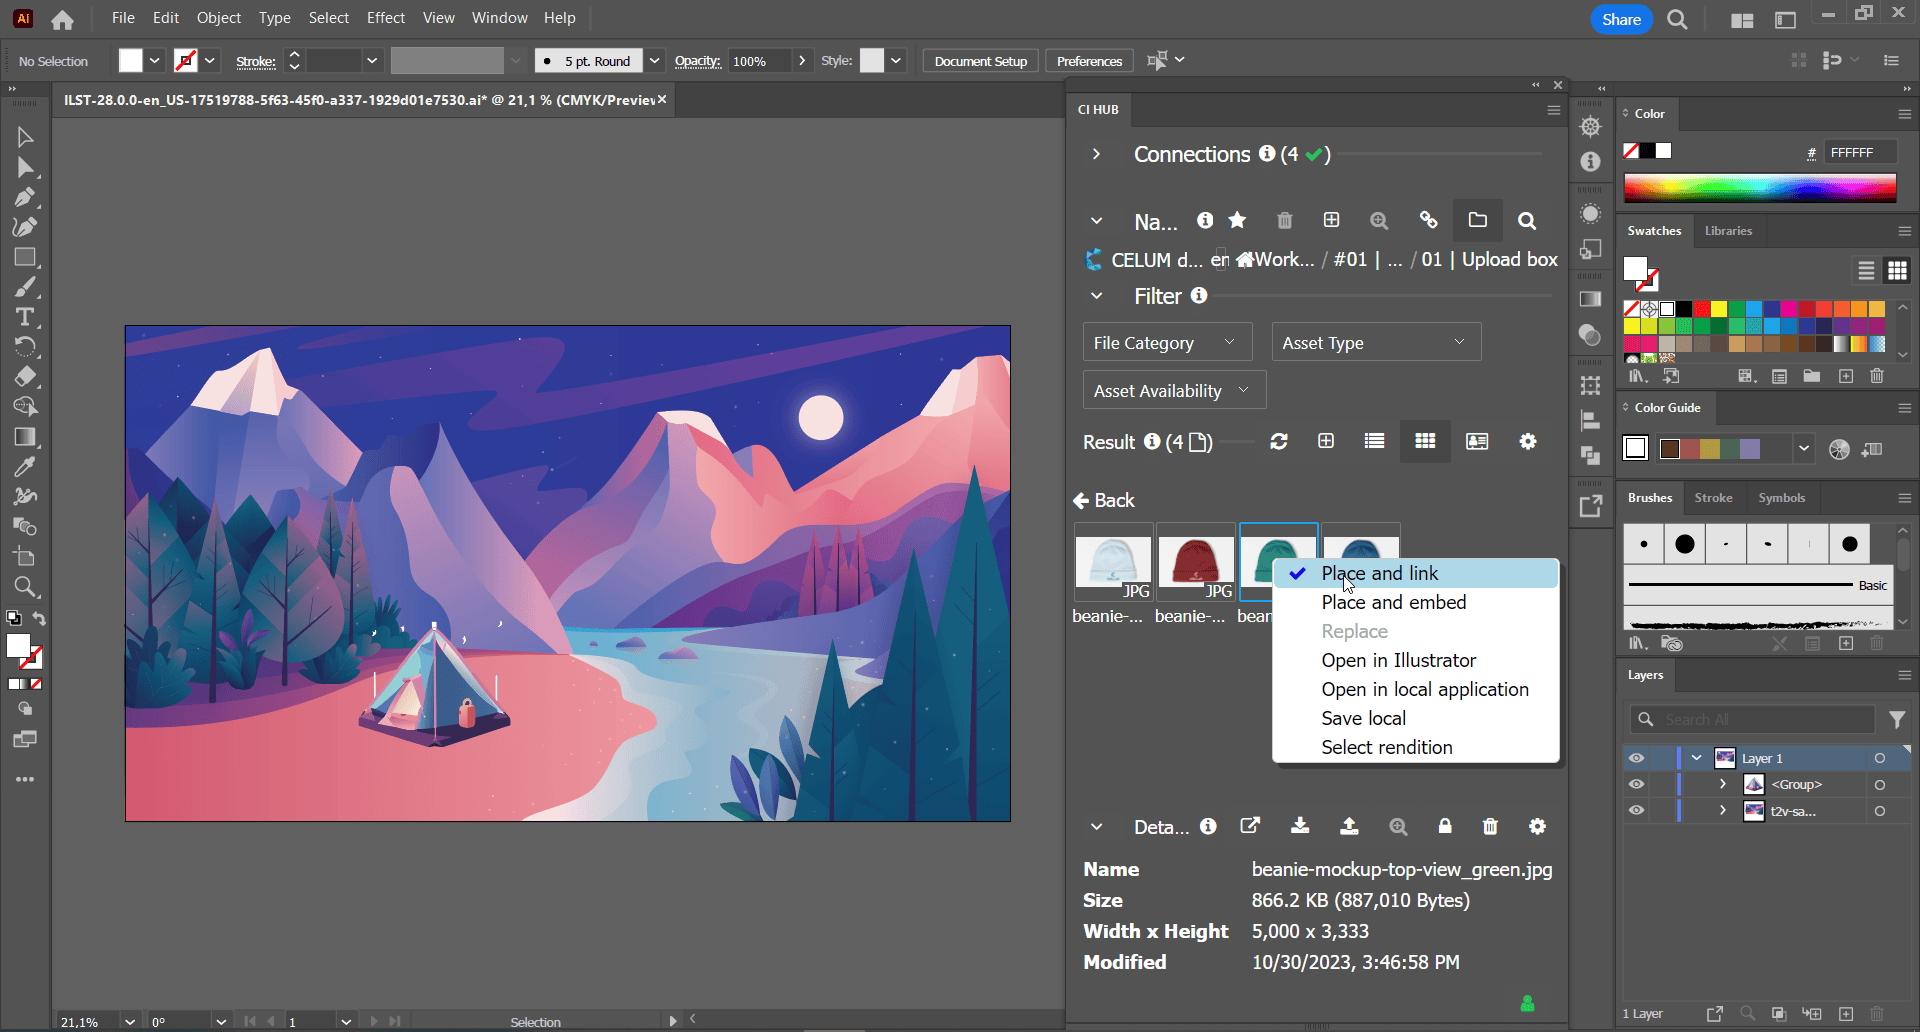 Ai File Edit Object Type Select Effect View Window Help Share
No Selection Stroke: 5 pt. Round Opacity: 100% Style: Document Setup Preferences
ILST-28.0.0-en_US-17519788-5f63-45f0-a337-1929d01e7530.ai* @ 21,1 % (CMYK/Preview
CI HUB
Connections (4 )
Na...
CELUM d... en Work... / #01 | ... / 01 | Upload box
Filter
File Category Asset Type
Asset Availability
Result (4 )
Back
JPG JPG
beanie-... beanie-... bean
Place and link
Place and embed
Replace
Open in Illustrator
Open in local application
Save local
Select rendition
Deta...
Name beanie-mockup-top-view_green.jpg
Size 866.2 KB (887,010 Bytes)
Width x Height 5,000 x 3,333
Modified 10/30/2023, 3:46:58 PM
Color
# FFFFFF
Swatches Libraries
Color Guide
Brushes Stroke Symbols
Basic
Layers
Search All
Layer 1
<Group>
t2v-sa...
1 Layer
21,1% 0° 1 Selection